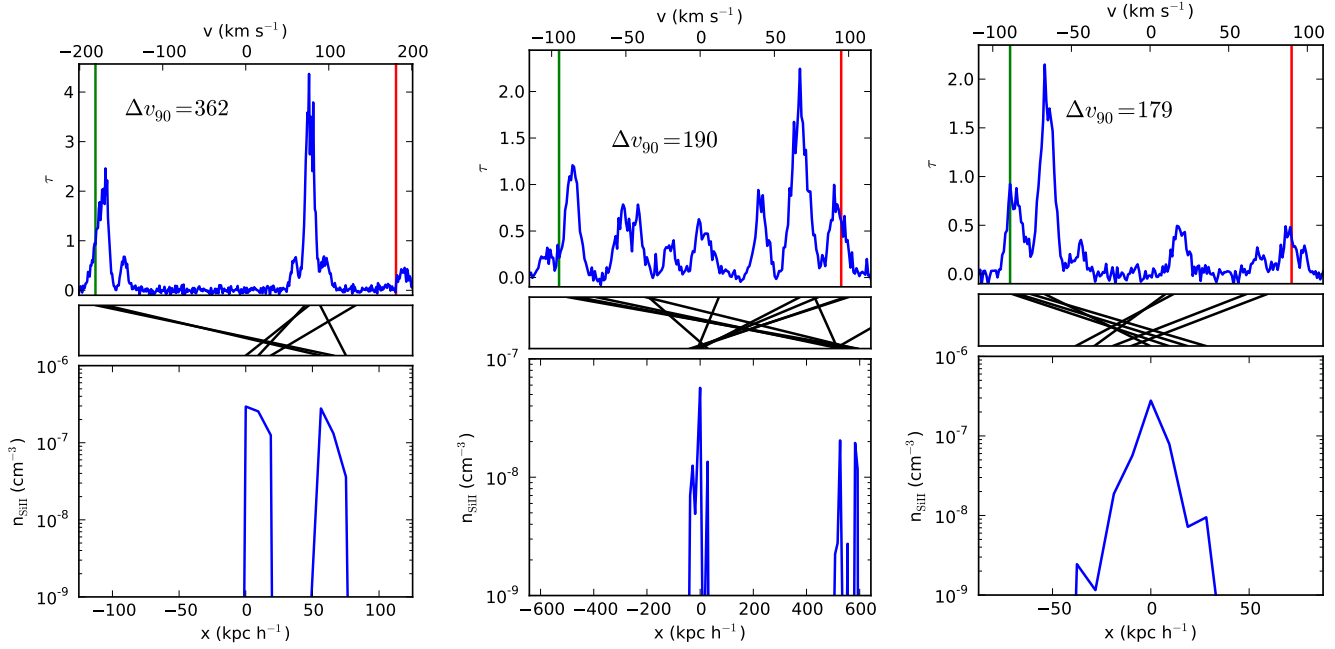 v (km s⁻¹)
−200 −100 0 100 200
Δv₉₀ = 362
τ
4
3
2
1
0
10⁻⁶
10⁻⁷
10⁻⁸
10⁻⁹
n_SiII (cm⁻³)
−100 −50 0 50 100
x (kpc h⁻¹)
v (km s⁻¹)
−100 −50 0 50 100
Δv₉₀ = 190
τ
2.0
1.5
1.0
0.5
0.0
10⁻⁷
10⁻⁸
10⁻⁹
n_SiII (cm⁻³)
−600 −400 −200 0 200 400 600
x (kpc h⁻¹)
v (km s⁻¹)
−100 −50 0 50 100
Δv₉₀ = 179
τ
2.0
1.5
1.0
0.5
0.0
10⁻⁶
10⁻⁷
10⁻⁸
10⁻⁹
n_SiII (cm⁻³)
−50 0 50
x (kpc h⁻¹)